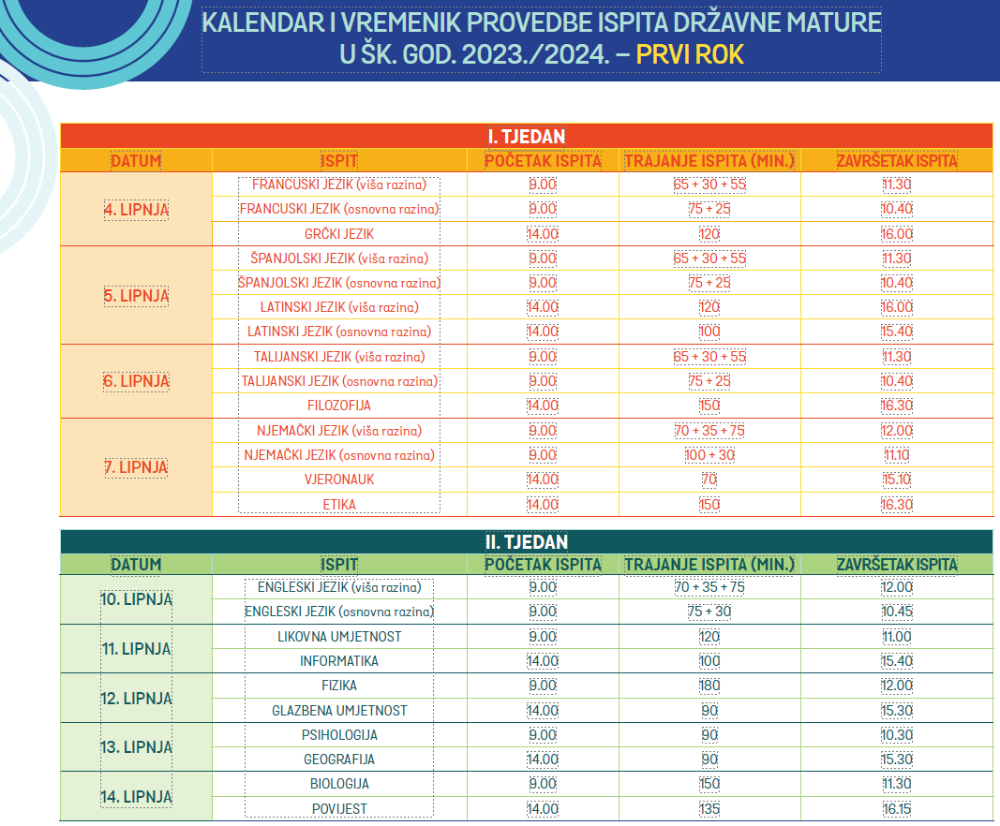 KALENDAR I VREMENIK PROVEDBE ISPITA DRŽAVNE MATURE
U ŠK. GOD. 2023./2024. – PRVI ROK
I. TJEDAN
DATUM ISPIT POČETAK ISPITA TRAJANJE ISPITA (MIN.) ZAVRŠETAK ISPITA
4. LIPNJA FRANCUSKI JEZIK (viša razina) 9.00 65 + 30 + 55 11.30
FRANCUSKI JEZIK (osnovna razina) 9.00 75 + 25 10.40
GRČKI JEZIK 14.00 120 16.00
5. LIPNJA ŠPANJOLSKI JEZIK (viša razina) 9.00 65 + 30 + 55 11.30
ŠPANJOLSKI JEZIK (osnovna razina) 9.00 75 + 25 10.40
LATINSKI JEZIK (viša razina) 14.00 120 16.00
LATINSKI JEZIK (osnovna razina) 14.00 100 15.40
6. LIPNJA TALIJANSKI JEZIK (viša razina) 9.00 65 + 30 + 55 11.30
TALIJANSKI JEZIK (osnovna razina) 9.00 75 + 25 10.40
FILOZOFIJA 14.00 150 16.30
7. LIPNJA NJEMAČKI JEZIK (viša razina) 9.00 70 + 35 + 75 12.00
NJEMAČKI JEZIK (osnovna razina) 9.00 100 + 30 11.10
VJERONAUK 14.00 70 15.10
ETIKA 14.00 150 16.30
II. TJEDAN
DATUM ISPIT POČETAK ISPITA TRAJANJE ISPITA (MIN.) ZAVRŠETAK ISPITA
10. LIPNJA ENGLESKI JEZIK (viša razina) 9.00 70 + 35 + 75 12.00
ENGLESKI JEZIK (osnovna razina) 9.00 75 + 30 10.45
11. LIPNJA LIKOVNA UMJETNOST 9.00 120 11.00
INFORMATIKA 14.00 100 15.40
12. LIPNJA FIZIKA 9.00 180 12.00
GLAZBENA UMJETNOST 14.00 90 15.30
13. LIPNJA PSIHOLOGIJA 9.00 90 10.30
GEOGRAFIJA 14.00 90 15.30
14. LIPNJA BIOLOGIJA 9.00 150 11.30
POVIJEST 14.00 135 16.15